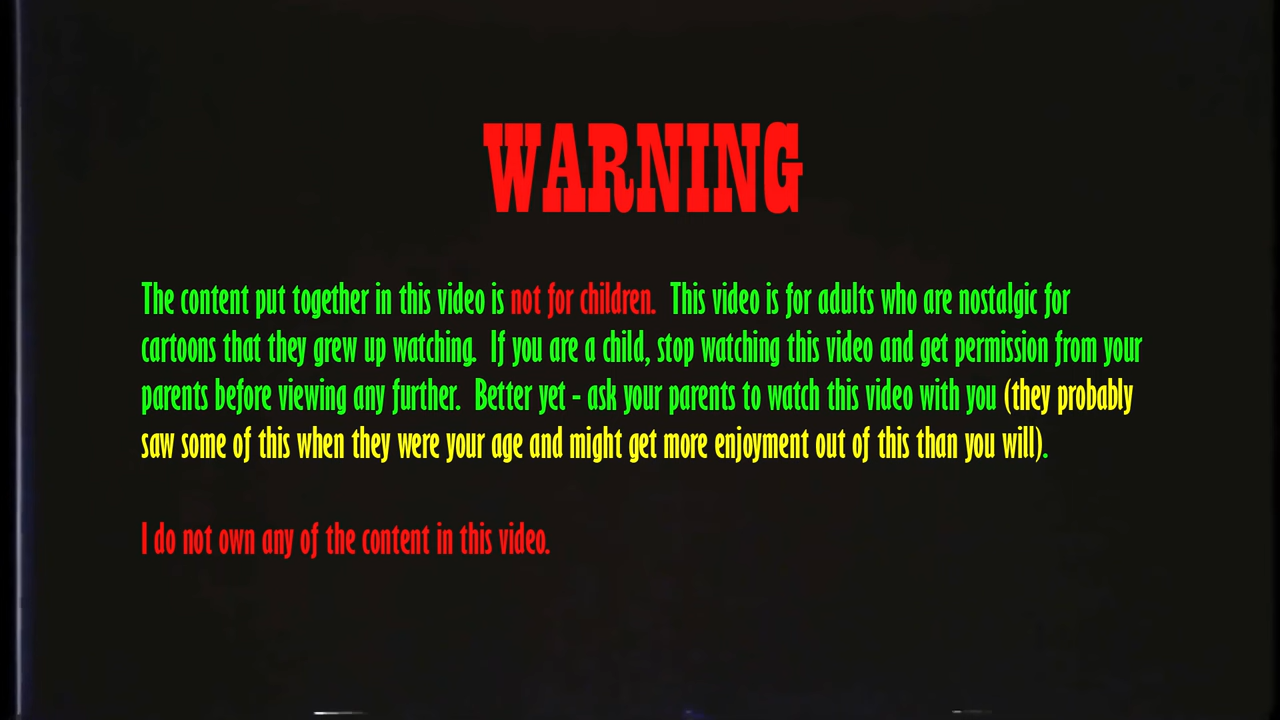 WARNING
The content put together in this video is not for children.  This video is for adults who are nostalgic for
cartoons that they grew up watching.  If you are a child, stop watching this video and get permission from your
parents before viewing any further.  Better yet - ask your parents to watch this video with you (they probably
saw some of this when they were your age and might get more enjoyment out of this than you will).
I do not own any of the content in this video.